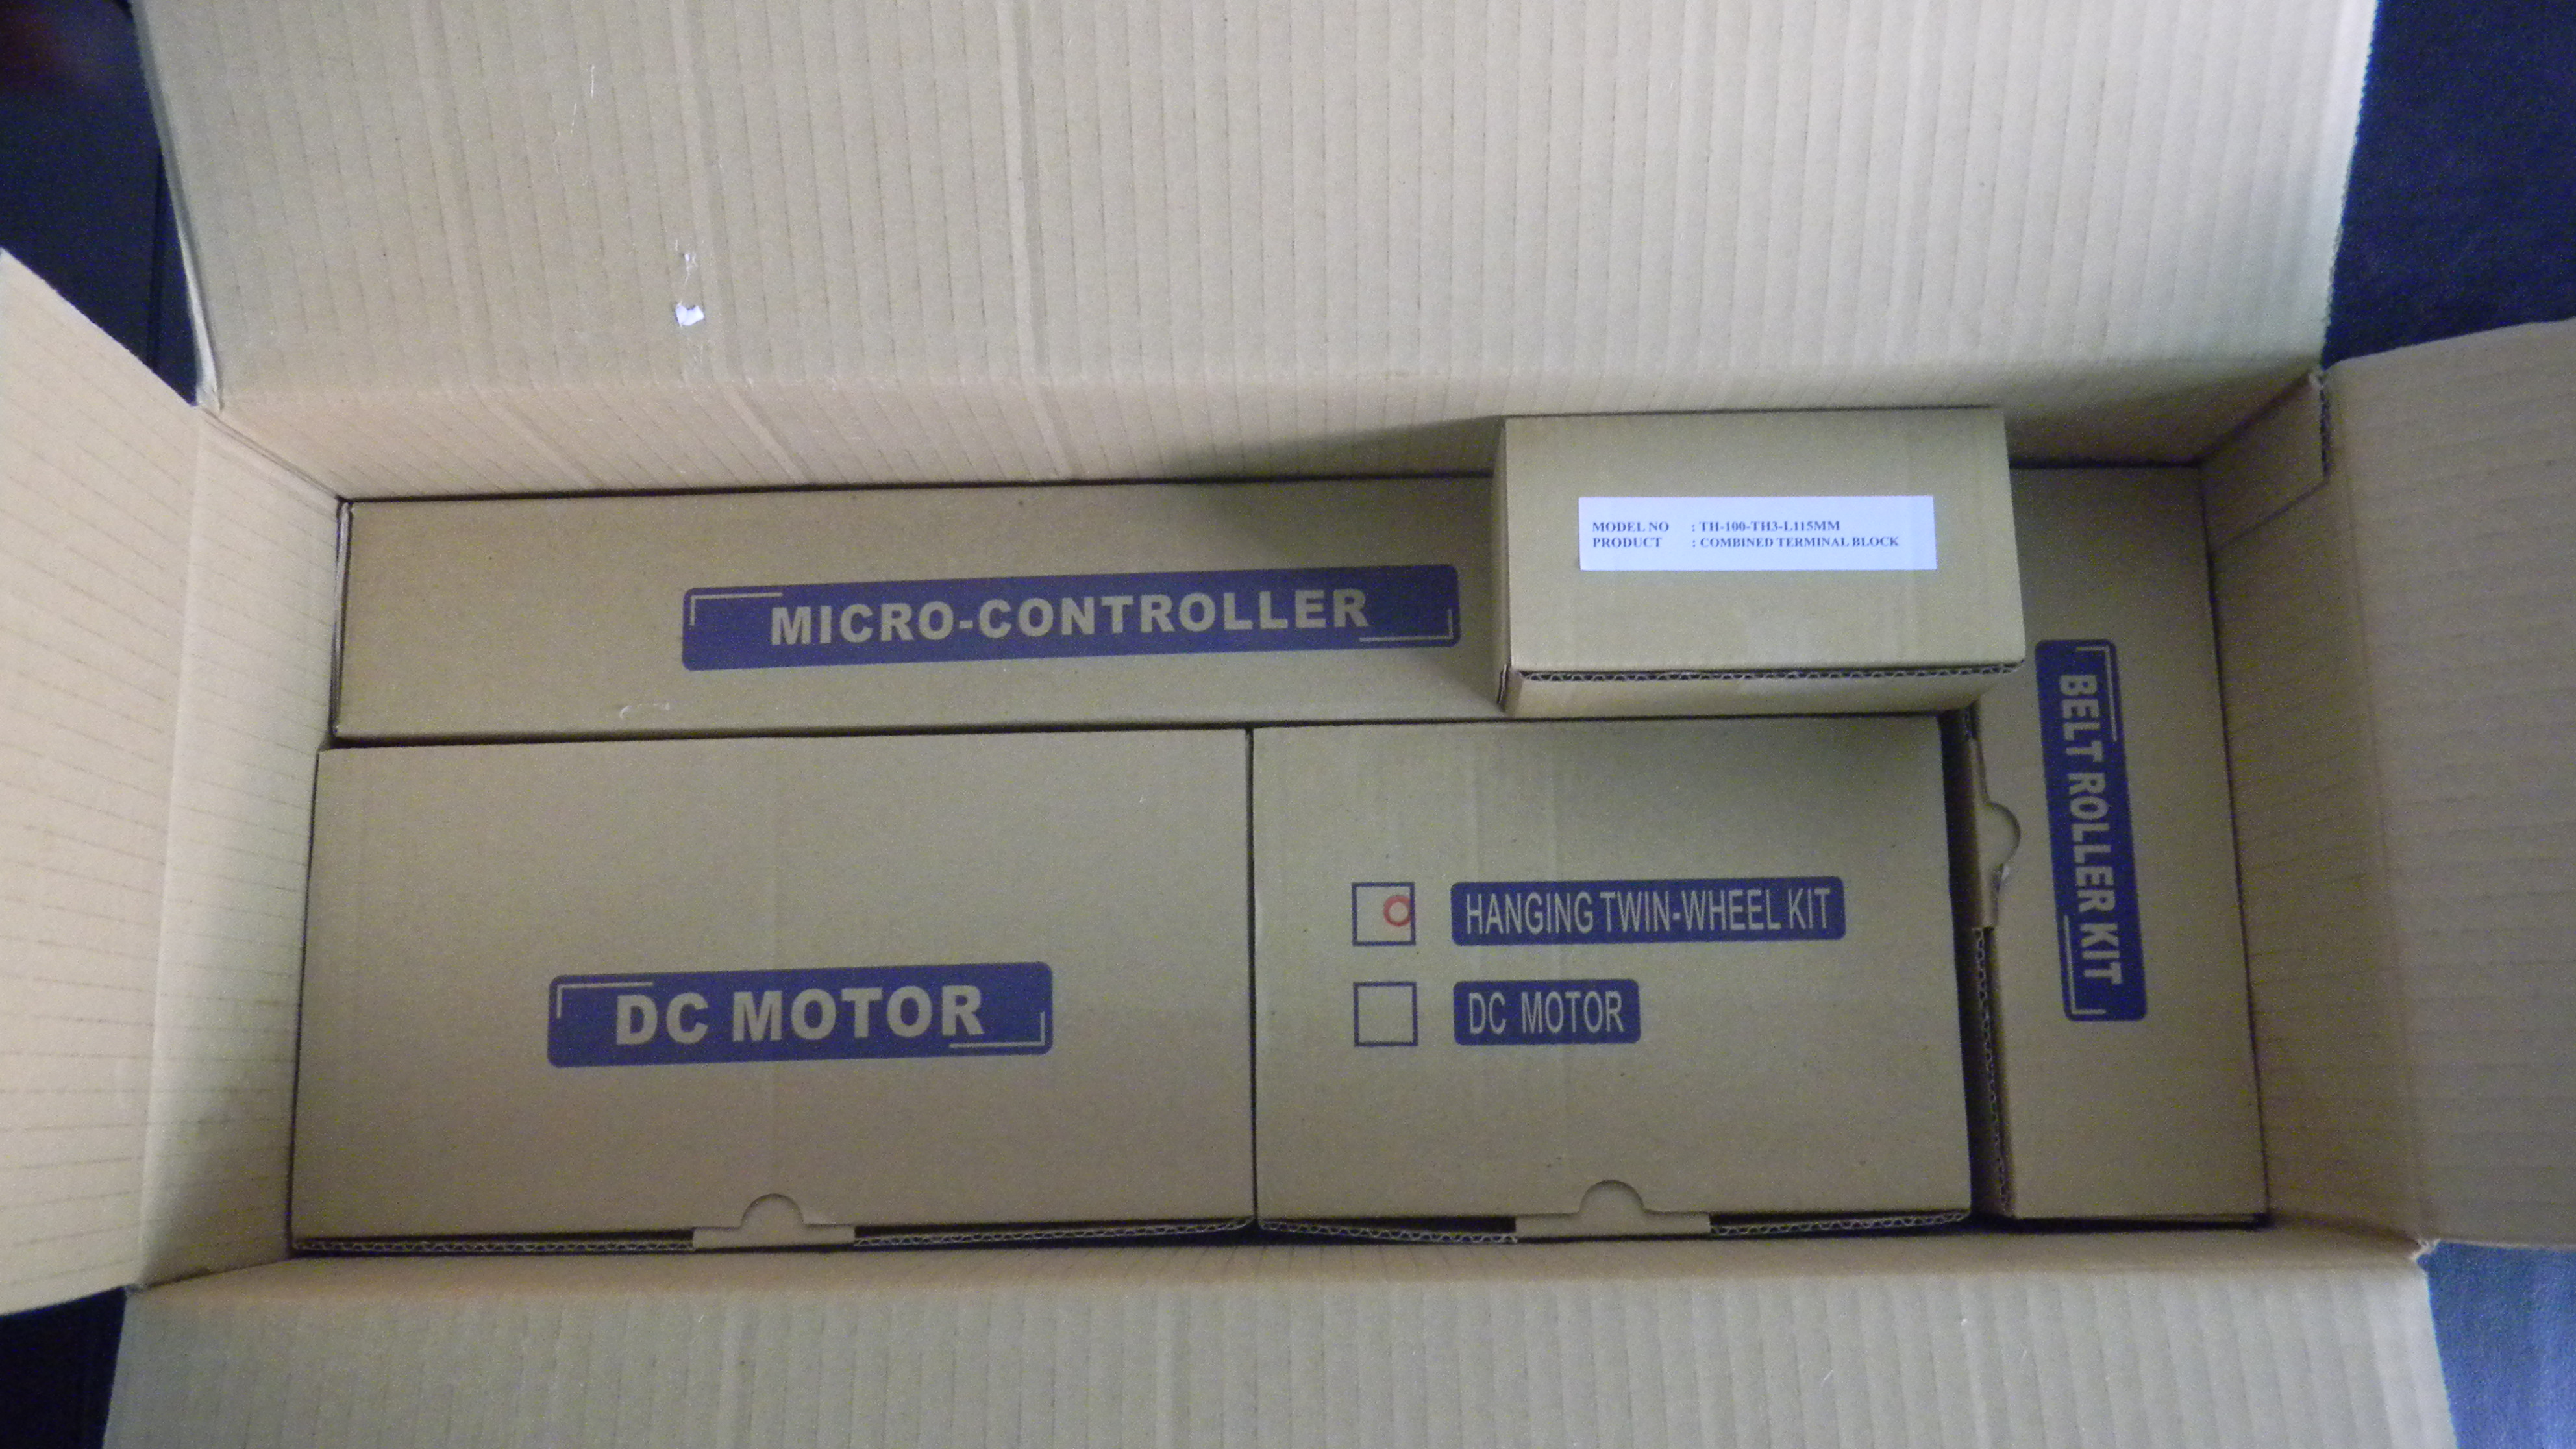 MODEL NO : TH-100-TH3-L115MM
PRODUCT : COMBINED TERMINAL BLOCK
MICRO-CONTROLLER
BELT ROLLER KIT
HANGING TWIN-WHEEL KIT
DC MOTOR
DC MOTOR